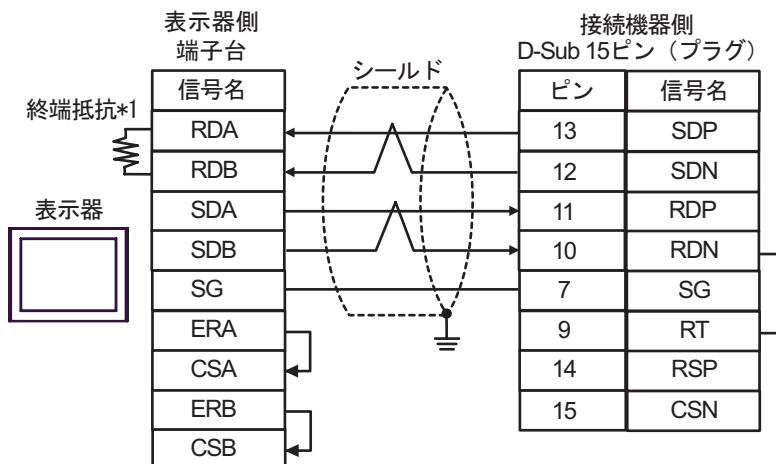 表示器側
端子台
接続機器側
D-Sub 15ピン（プラグ）
シールド
終端抵抗*1
表示器
信号名
RDA
RDB
SDA
SDB
SG
ERA
CSA
ERB
CSB
ピン 信号名
13 SDP
12 SDN
11 RDP
10 RDN
7 SG
9 RT
14 RSP
15 CSN